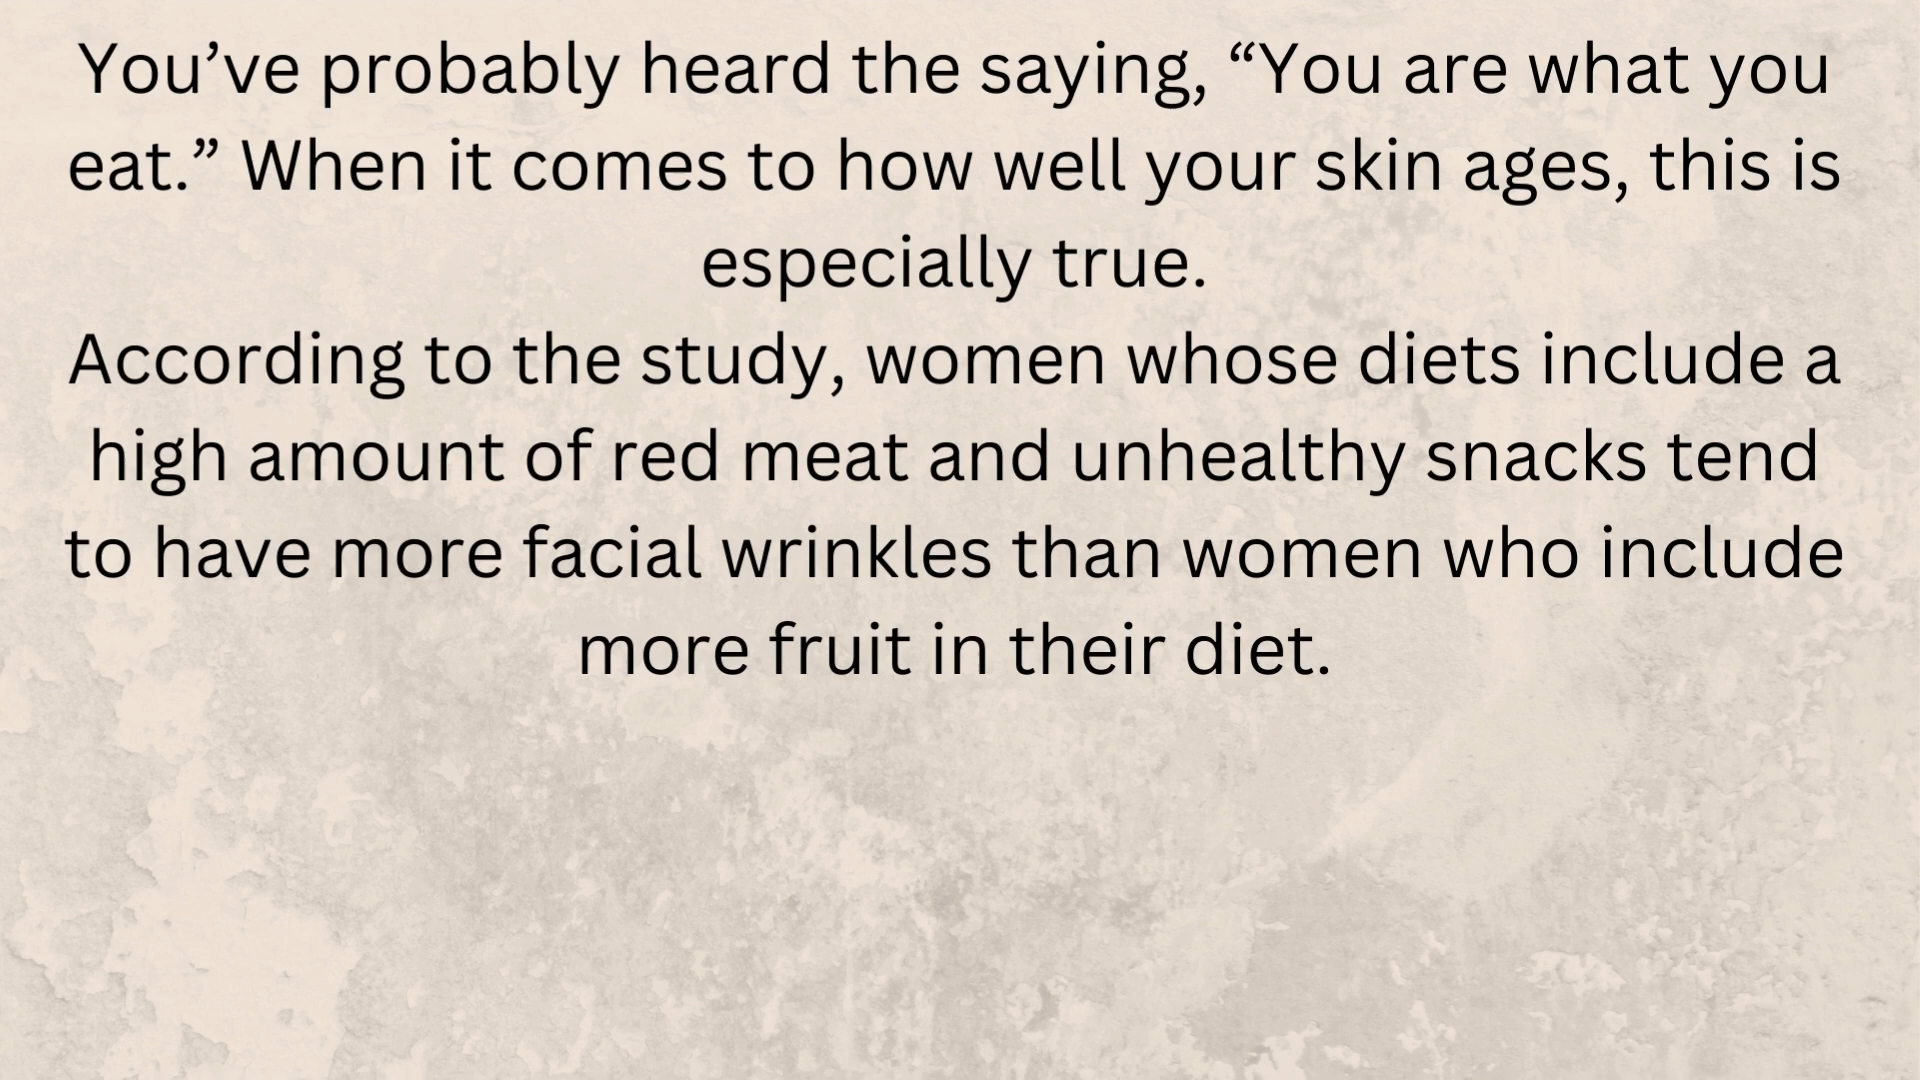 You’ve probably heard the saying, “You are what you
eat.” When it comes to how well your skin ages, this is
especially true.
According to the study, women whose diets include a
high amount of red meat and unhealthy snacks tend
to have more facial wrinkles than women who include
more fruit in their diet.